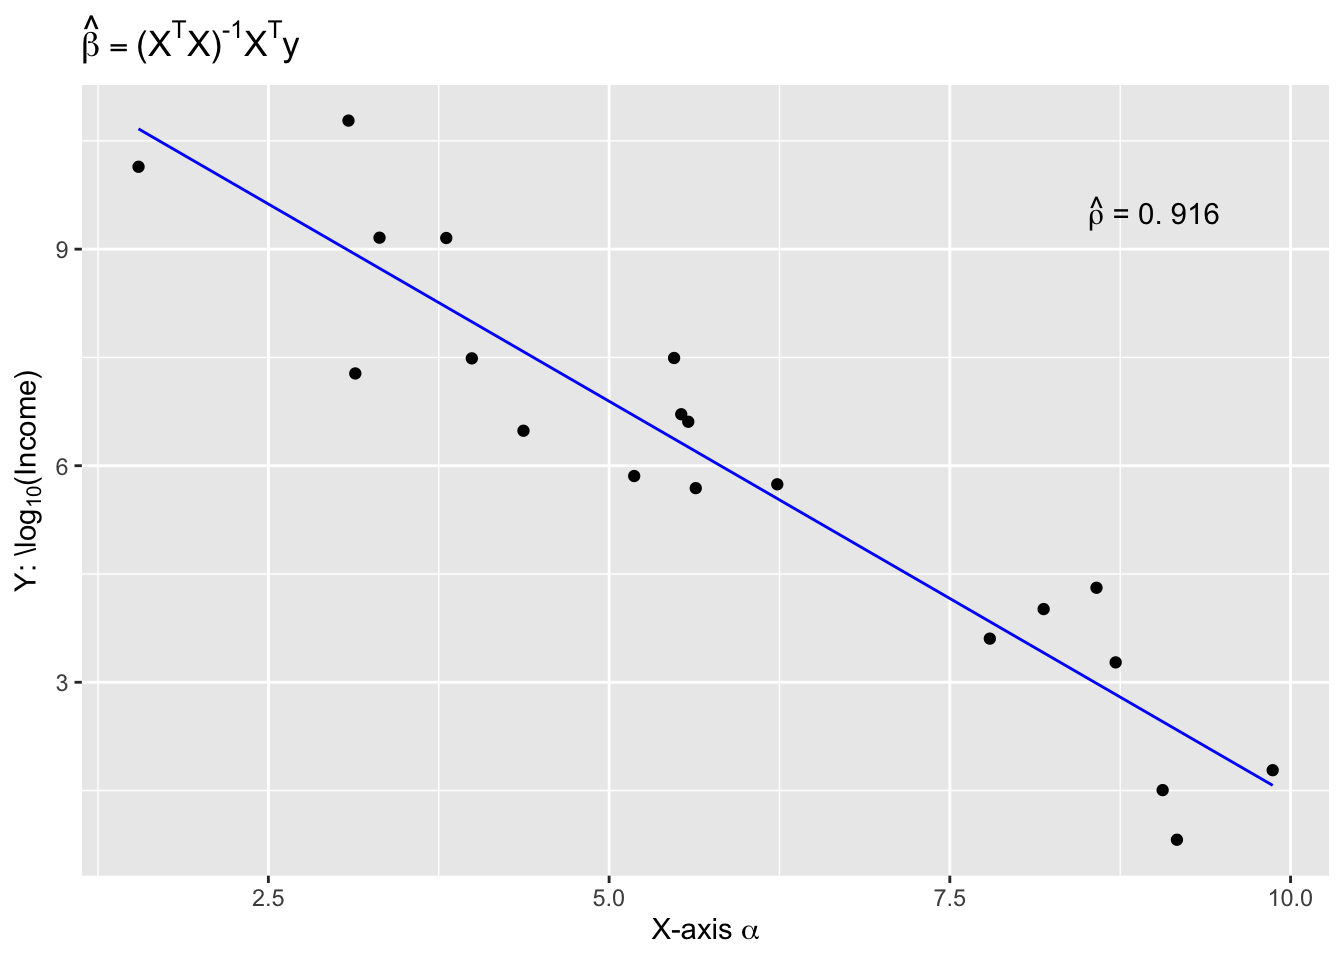 β̂ = (XᵀX)⁻¹Xᵀy
ρ̂ = 0. 916
9
6
3
Y: \log₁₀(Income)
2.5 5.0 7.5 10.0
X-axis α